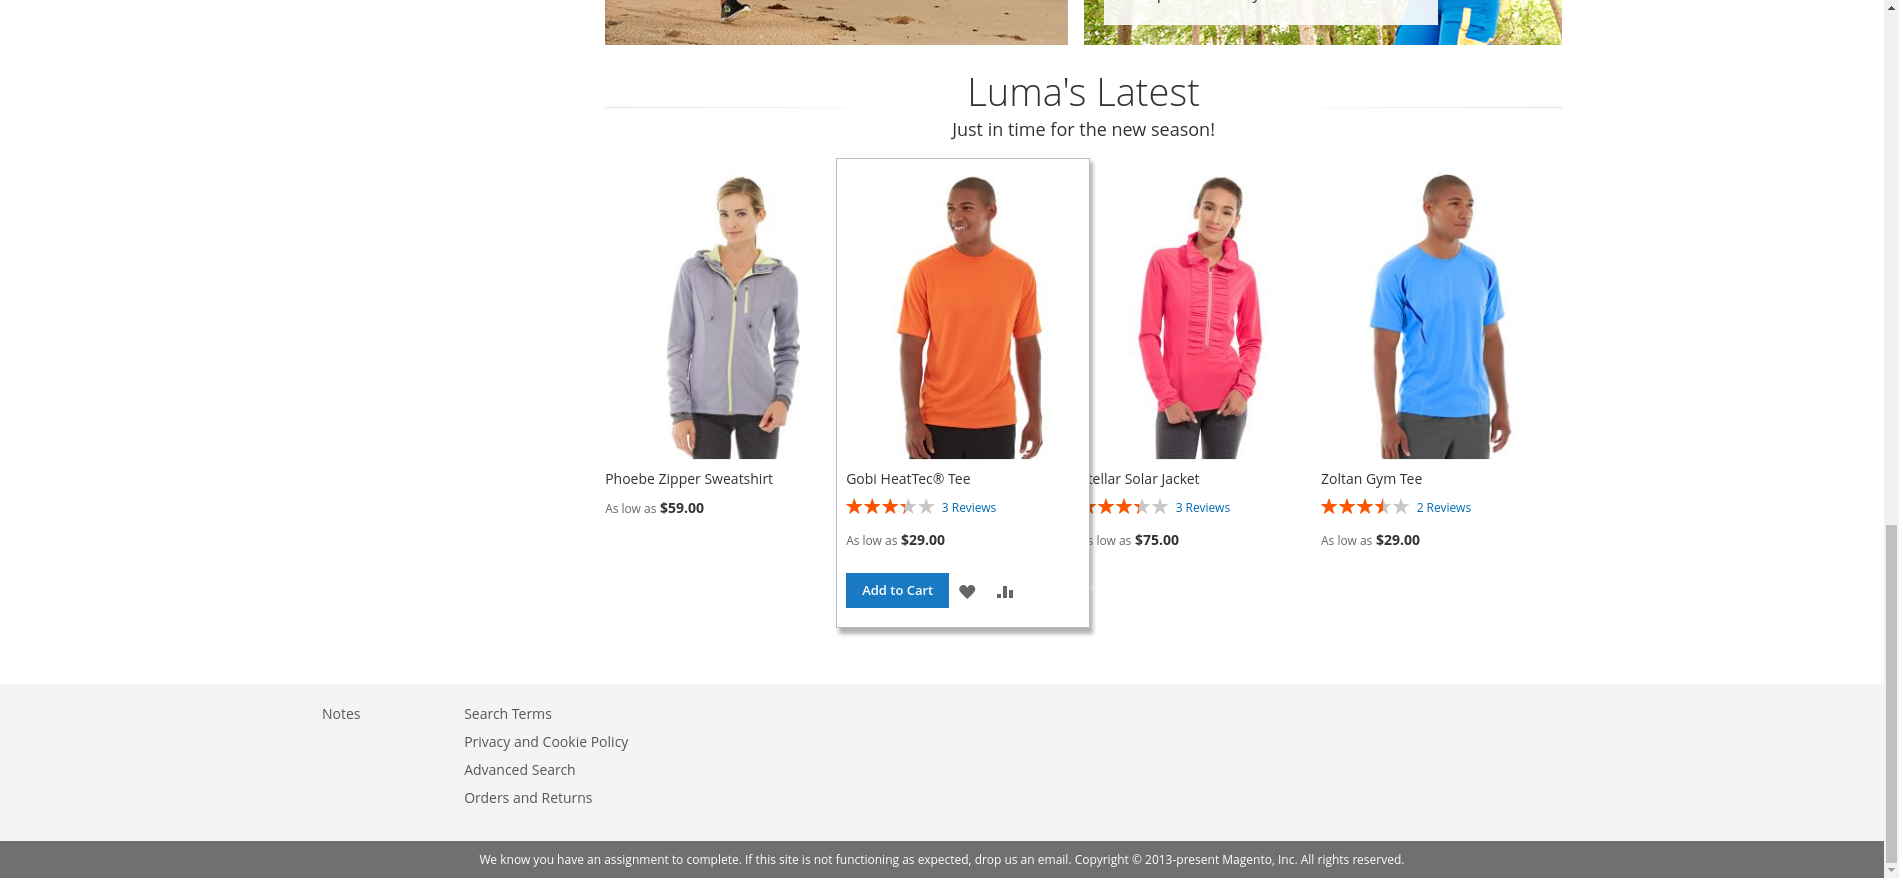 Luma's Latest
Just in time for the new season!
Phoebe Zipper Sweatshirt
As low as $59.00
Gobi HeatTec® Tee
3 Reviews
As low as $29.00
Add to Cart
tellar Solar Jacket
3 Reviews
low as $75.00
Zoltan Gym Tee
2 Reviews
As low as $29.00
Notes
Search Terms
Privacy and Cookie Policy
Advanced Search
Orders and Returns
We know you have an assignment to complete. If this site is not functioning as expected, drop us an email. Copyright © 2013-present Magento, Inc. All rights reserved.